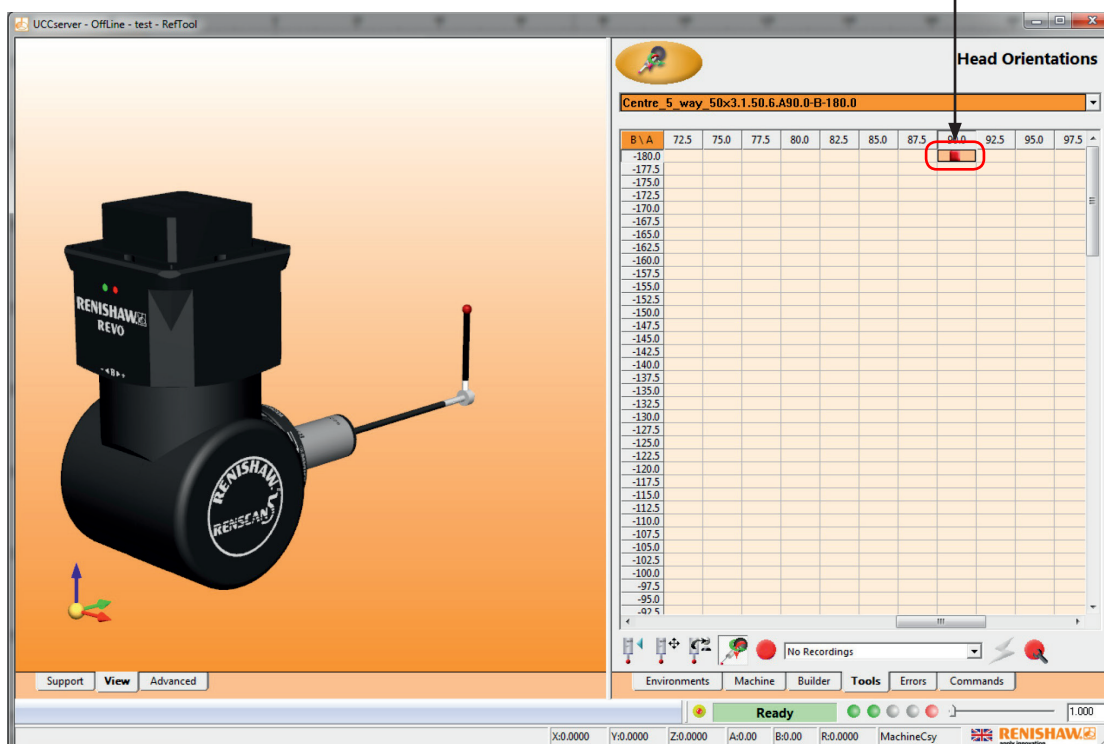 UCCserver - OffLine - test - RefTool
RENISHAW
REVO
B
RENISHAW
RENSCAN
Head Orientations
Centre_5_way_50x3.1.50.6.A90.0-B-180.0
B \ A 72.5 75.0 77.5 80.0 82.5 85.0 87.5 90.0 92.5 95.0 97.5
-180.0
-177.5
-175.0
-172.5
-170.0
-167.5
-165.0
-162.5
-160.0
-157.5
-155.0
-152.5
-150.0
-147.5
-145.0
-142.5
-140.0
-137.5
-135.0
-132.5
-130.0
-127.5
-125.0
-122.5
-120.0
-117.5
-115.0
-112.5
-110.0
-107.5
-105.0
-102.5
-100.0
-97.5
-95.0
-92.5
No Recordings
Support View Advanced
Environments Machine Builder Tools Errors Commands
Ready 1.000
X:0.0000 Y:0.0000 Z:0.0000 A:0.00 B:0.00 R:0.0000 MachineCsy RENISHAW
apply innovation